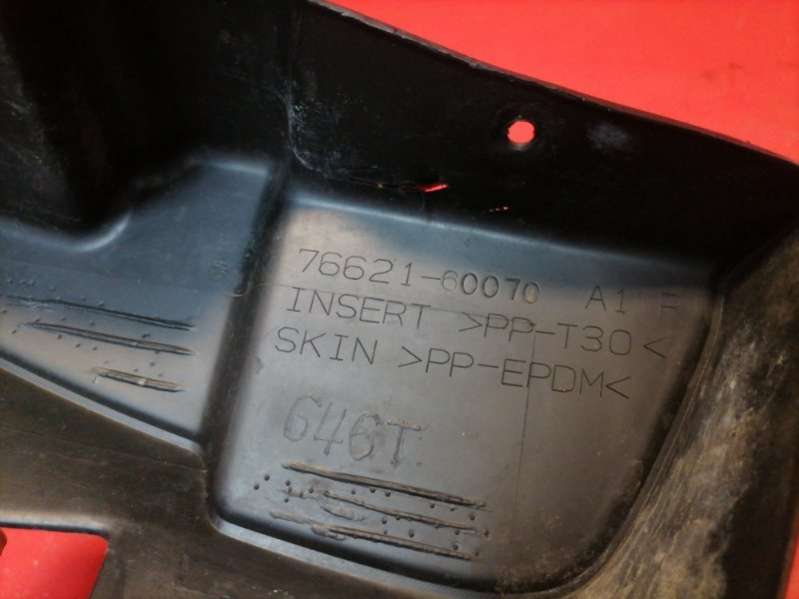 76621-60070 A1 F
INSERT >PP-T30<
SKIN >PP-EPDM<
646T